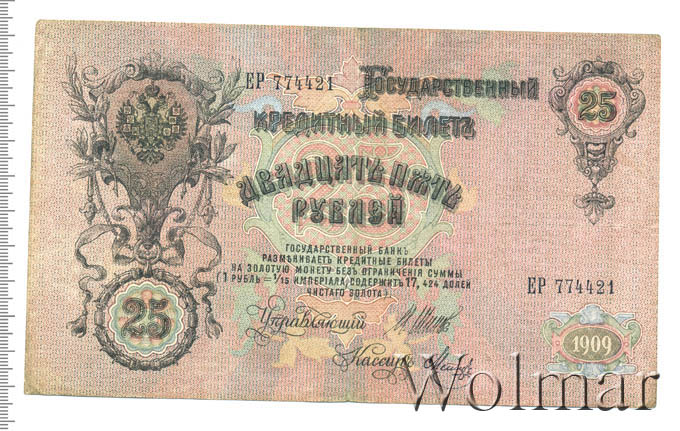 ЕР 774421
Государственный
25
Кредитный билетъ
Двадцать пять
рублей
Государственный банкъ
размѣниваетъ кредитные билеты
на золотую монету безъ ограниченія суммы
(1 рубль = 1/15 имперіала, содержитъ 17,424 долей
чистаго золота).
ЕР 774421
25
Управляющий
Кассиръ
1909
Wolmar